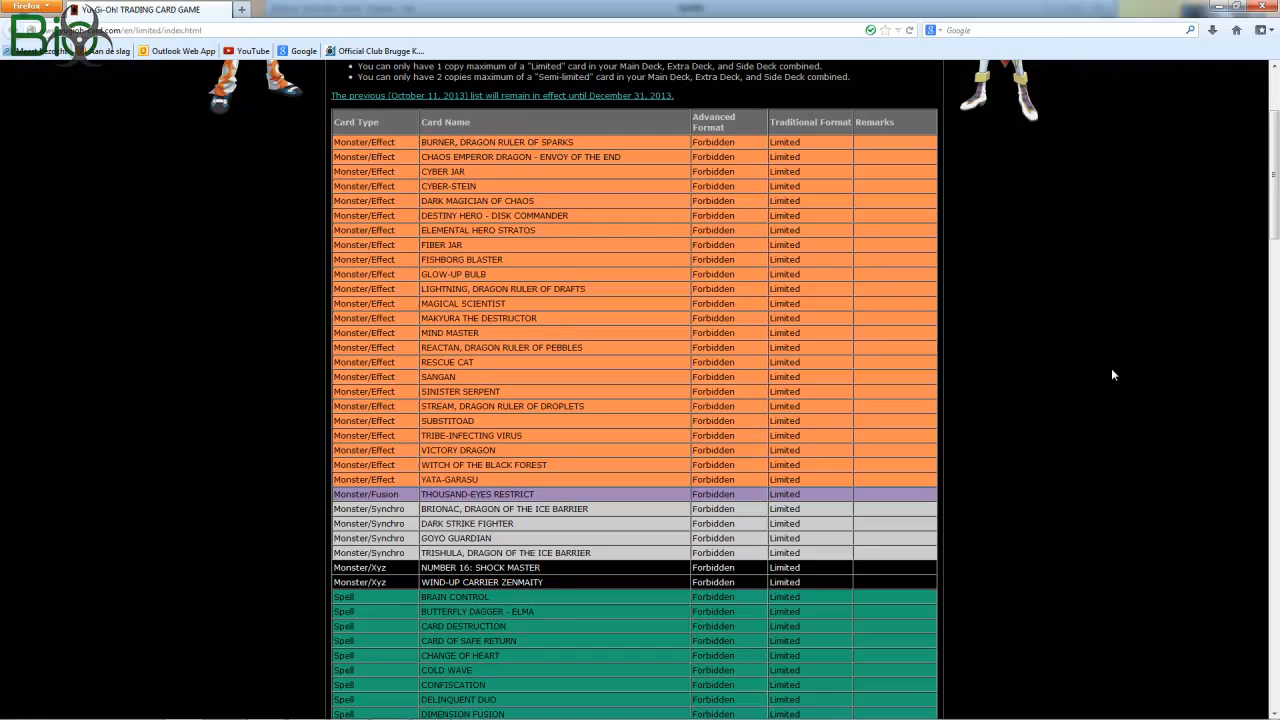 Firefox
Yu-Gi-Oh! TRADING CARD GAME
BiO
/en/limited/index.html
Google
Outlook Web App
YouTube
Google
Official Club Brugge K....
You can only have 1 copy maximum of a "Limited" card in your Main Deck, Extra Deck, and Side Deck combined.
You can only have 2 copies maximum of a "Semi-limited" card in your Main Deck, Extra Deck, and Side Deck combined.
The previous (October 11, 2013) list will remain in effect until December 31, 2013.
Card Type Card Name Advanced Format Traditional Format Remarks
Monster/Effect BURNER, DRAGON RULER OF SPARKS Forbidden Limited
Monster/Effect CHAOS EMPEROR DRAGON - ENVOY OF THE END Forbidden Limited
Monster/Effect CYBER JAR Forbidden Limited
Monster/Effect CYBER-STEIN Forbidden Limited
Monster/Effect DARK MAGICIAN OF CHAOS Forbidden Limited
Monster/Effect DESTINY HERO - DISK COMMANDER Forbidden Limited
Monster/Effect ELEMENTAL HERO STRATOS Forbidden Limited
Monster/Effect FIBER JAR Forbidden Limited
Monster/Effect FISHBORG BLASTER Forbidden Limited
Monster/Effect GLOW-UP BULB Forbidden Limited
Monster/Effect LIGHTNING, DRAGON RULER OF DRAFTS Forbidden Limited
Monster/Effect MAGICAL SCIENTIST Forbidden Limited
Monster/Effect MAKYURA THE DESTRUCTOR Forbidden Limited
Monster/Effect MIND MASTER Forbidden Limited
Monster/Effect REACTAN, DRAGON RULER OF PEBBLES Forbidden Limited
Monster/Effect RESCUE CAT Forbidden Limited
Monster/Effect SANGAN Forbidden Limited
Monster/Effect SINISTER SERPENT Forbidden Limited
Monster/Effect STREAM, DRAGON RULER OF DROPLETS Forbidden Limited
Monster/Effect SUBSTITOAD Forbidden Limited
Monster/Effect TRIBE-INFECTING VIRUS Forbidden Limited
Monster/Effect VICTORY DRAGON Forbidden Limited
Monster/Effect WITCH OF THE BLACK FOREST Forbidden Limited
Monster/Effect YATA-GARASU Forbidden Limited
Monster/Fusion THOUSAND-EYES RESTRICT Forbidden Limited
Monster/Synchro BRIONAC, DRAGON OF THE ICE BARRIER Forbidden Limited
Monster/Synchro DARK STRIKE FIGHTER Forbidden Limited
Monster/Synchro GOYO GUARDIAN Forbidden Limited
Monster/Synchro TRISHULA, DRAGON OF THE ICE BARRIER Forbidden Limited
Monster/Xyz NUMBER 16: SHOCK MASTER Forbidden Limited
Monster/Xyz WIND-UP CARRIER ZENMAITY Forbidden Limited
Spell BRAIN CONTROL Forbidden Limited
Spell BUTTERFLY DAGGER - ELMA Forbidden Limited
Spell CARD DESTRUCTION Forbidden Limited
Spell CARD OF SAFE RETURN Forbidden Limited
Spell CHANGE OF HEART Forbidden Limited
Spell COLD WAVE Forbidden Limited
Spell CONFISCATION Forbidden Limited
Spell DELINQUENT DUO Forbidden Limited
Spell DIMENSION FUSION Forbidden Limited